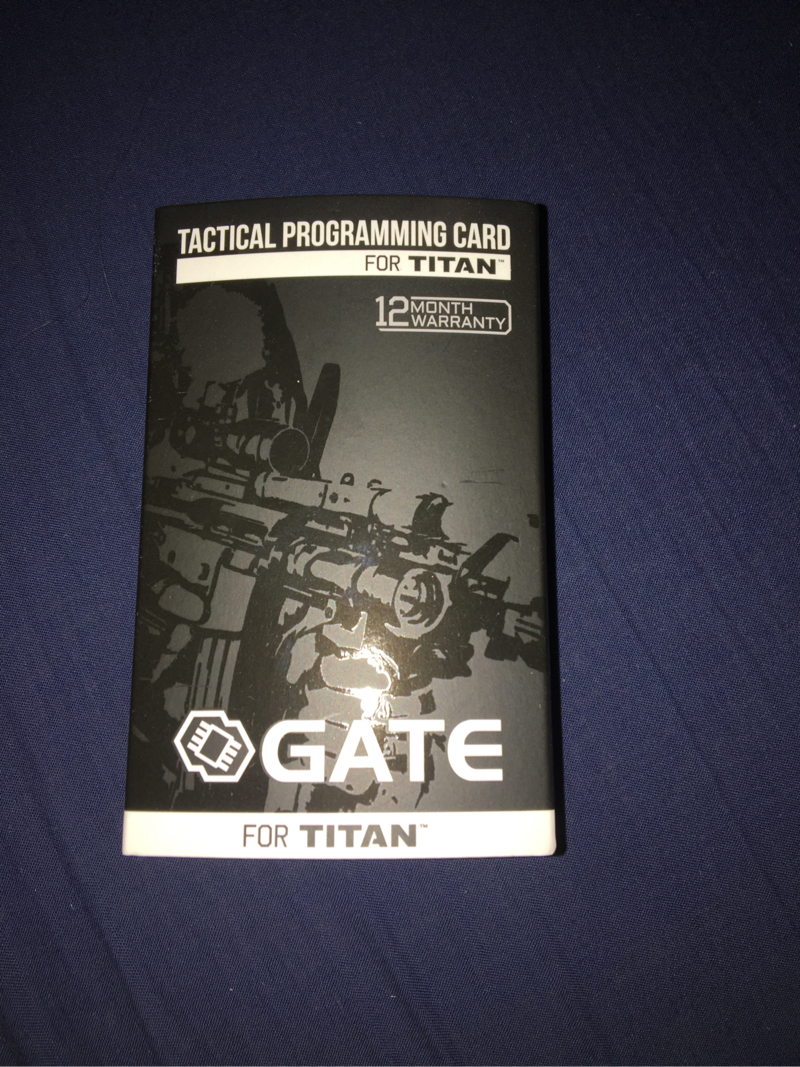 TACTICAL PROGRAMMING CARD
FOR TITAN™
12 MONTH
WARRANTY
GATE
FOR TITAN™